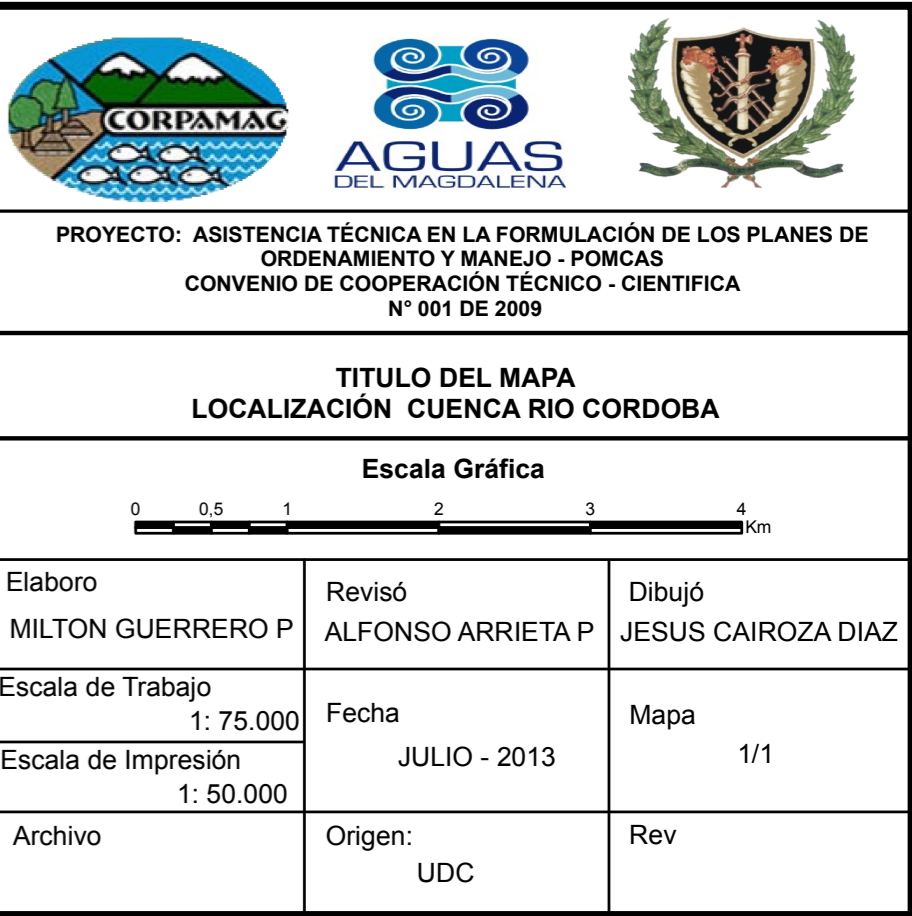 CORPAMAG
AGUAS
DEL MAGDALENA
PROYECTO: ASISTENCIA TÉCNICA EN LA FORMULACIÓN DE LOS PLANES DE
ORDENAMIENTO Y MANEJO - POMCAS
CONVENIO DE COOPERACIÓN TÉCNICO - CIENTIFICA
N° 001 DE 2009
TITULO DEL MAPA
LOCALIZACIÓN CUENCA RIO CORDOBA
Escala Gráfica
0 0,5 1 2 3 4
Km
Elaboro
MILTON GUERRERO P
Revisó
ALFONSO ARRIETA P
Dibujó
JESUS CAIROZA DIAZ
Escala de Trabajo
1: 75.000
Escala de Impresión
1: 50.000
Fecha
JULIO - 2013
Mapa
1/1
Archivo
Origen:
UDC
Rev